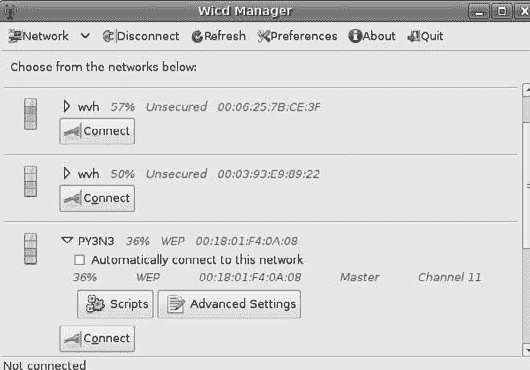 Wicd Manager
Network Disconnect Refresh Preferences About Quit
Choose from the networks below:
wvh 57% Unsecured 00:06:25:7B:CE:3F
Connect
wvh 50% Unsecured 00:03:93:E9:89:22
Connect
PY3N3 36% WEP 00:18:01:F4:0A:08
Automatically connect to this network
36% WEP 00:18:01:F4:0A:08 Master Channel 11
Scripts Advanced Settings
Connect
Not connected